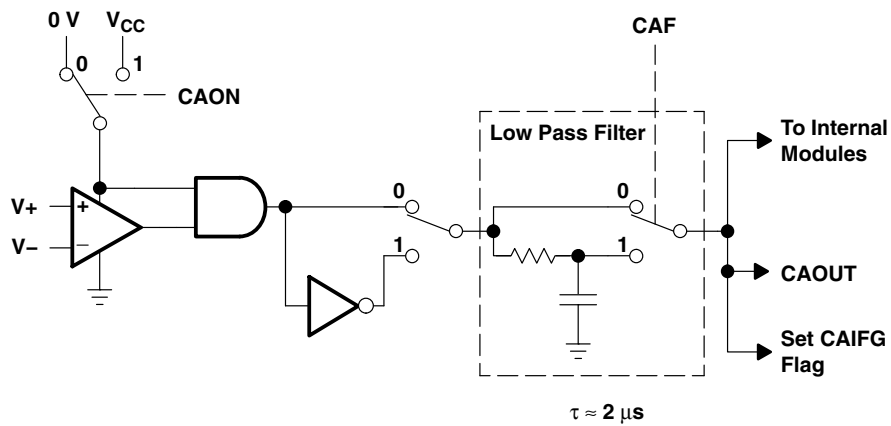 0 V
V_CC
0
1
CAON
CAF
Low Pass Filter
To Internal
Modules
V+
+
V−
−
0
1
0
1
CAOUT
Set CAIFG
Flag
τ ≈ 2 μs